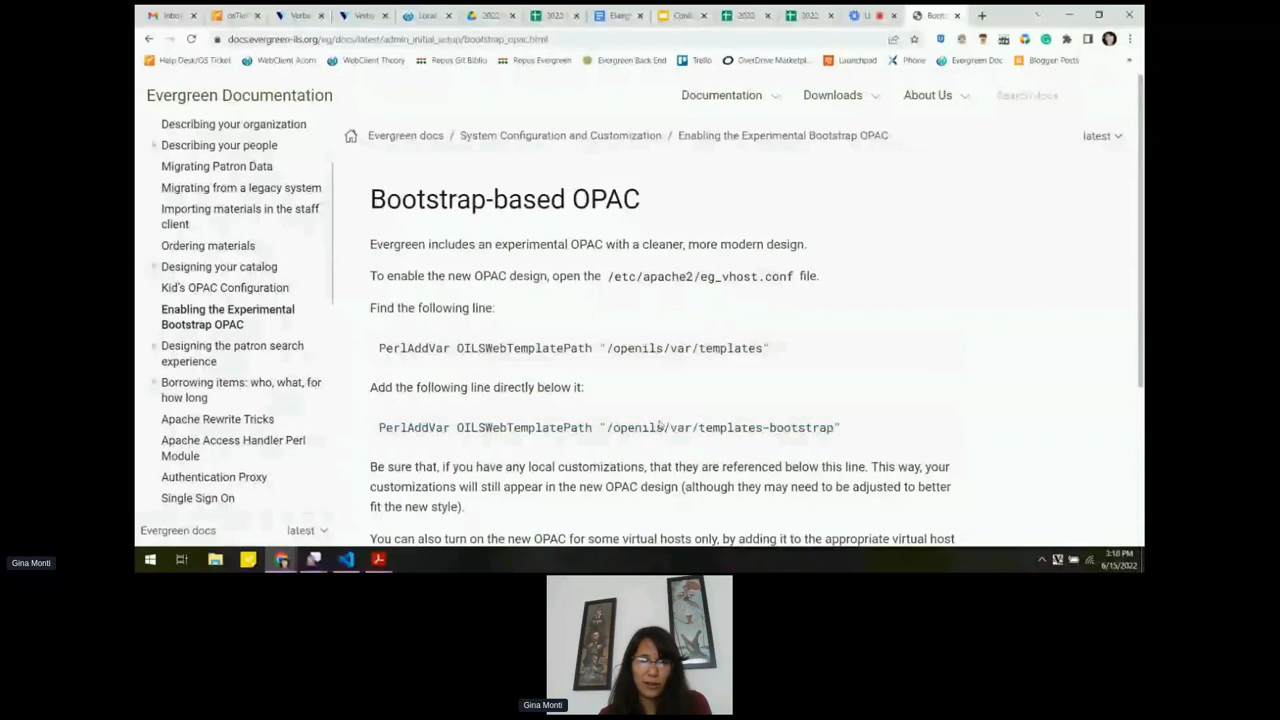 Inbox
Verba
Verbu
Local
2022
2022
Everg
2022
2022
Boots
docs.evergreen-ils.org/eg/docs/latest/admin_initial_setup/bootstrap_opac.html
Help Desk/OS Ticket
WebClient Acorn
WebClient Theory
Repus Git Biblio
Repus Evergreen
Evergreen Back End
Trello
OverDrive Marketpl...
Launchpad
Phone
Evergreen Doc
Blogger Posts
Evergreen Documentation
Documentation
Downloads
About Us
Search docs
Describing your organization
Describing your people
Migrating Patron Data
Migrating from a legacy system
Importing materials in the staff
client
Ordering materials
Designing your catalog
Kid's OPAC Configuration
Enabling the Experimental
Bootstrap OPAC
Designing the patron search
experience
Borrowing items: who, what, for
how long
Apache Rewrite Tricks
Apache Access Handler Perl
Module
Authentication Proxy
Single Sign On
Evergreen docs
latest
Evergreen docs / System Configuration and Customization / Enabling the Experimental Bootstrap OPAC
latest
Bootstrap-based OPAC
Evergreen includes an experimental OPAC with a cleaner, more modern design.
To enable the new OPAC design, open the /etc/apache2/eg_vhost.conf file.
Find the following line:
PerlAddVar OILSWebTemplatePath "/openils/var/templates"
Add the following line directly below it:
PerlAddVar OILSWebTemplatePath "/openils/var/templates-bootstrap"
Be sure that, if you have any local customizations, that they are referenced below this line. This way, your
customizations will still appear in the new OPAC design (although they may need to be adjusted to better
fit the new style).
You can also turn on the new OPAC for some virtual hosts only, by adding it to the appropriate virtual host
3:18 PM
6/15/2022
Gina Monti
Gina Monti